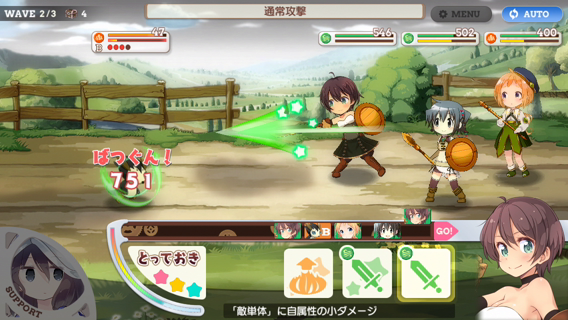 WAVE 2/3 4
通常攻撃
MENU
AUTO
47
B
546
502
400
ばつぐん!
751
B
GO!
とっておき
SUPPORT
「敵単体」に自属性の小ダメージ